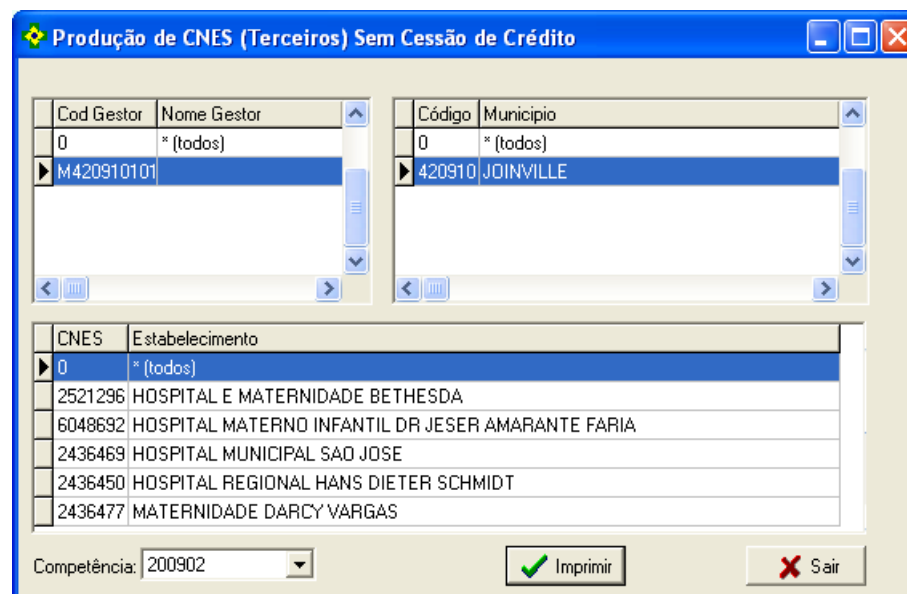 Produção de CNES (Terceiros) Sem Cessão de Crédito
Cod Gestor Nome Gestor
0 * (todos)
M420910101
Código Municipio
0 * (todos)
420910 JOINVILLE
CNES Estabelecimento
0 * (todos)
2521296 HOSPITAL E MATERNIDADE BETHESDA
6048692 HOSPITAL MATERNO INFANTIL DR JESER AMARANTE FARIA
2436469 HOSPITAL MUNICIPAL SAO JOSE
2436450 HOSPITAL REGIONAL HANS DIETER SCHMIDT
2436477 MATERNIDADE DARCY VARGAS
Competência: 200902 Imprimir Sair